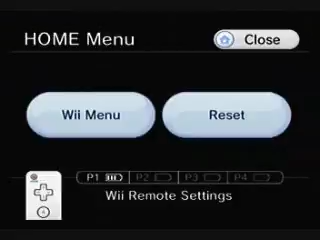 HOME Menu
Close
Wii Menu
Reset
P1 P2 P3 P4
Wii Remote Settings